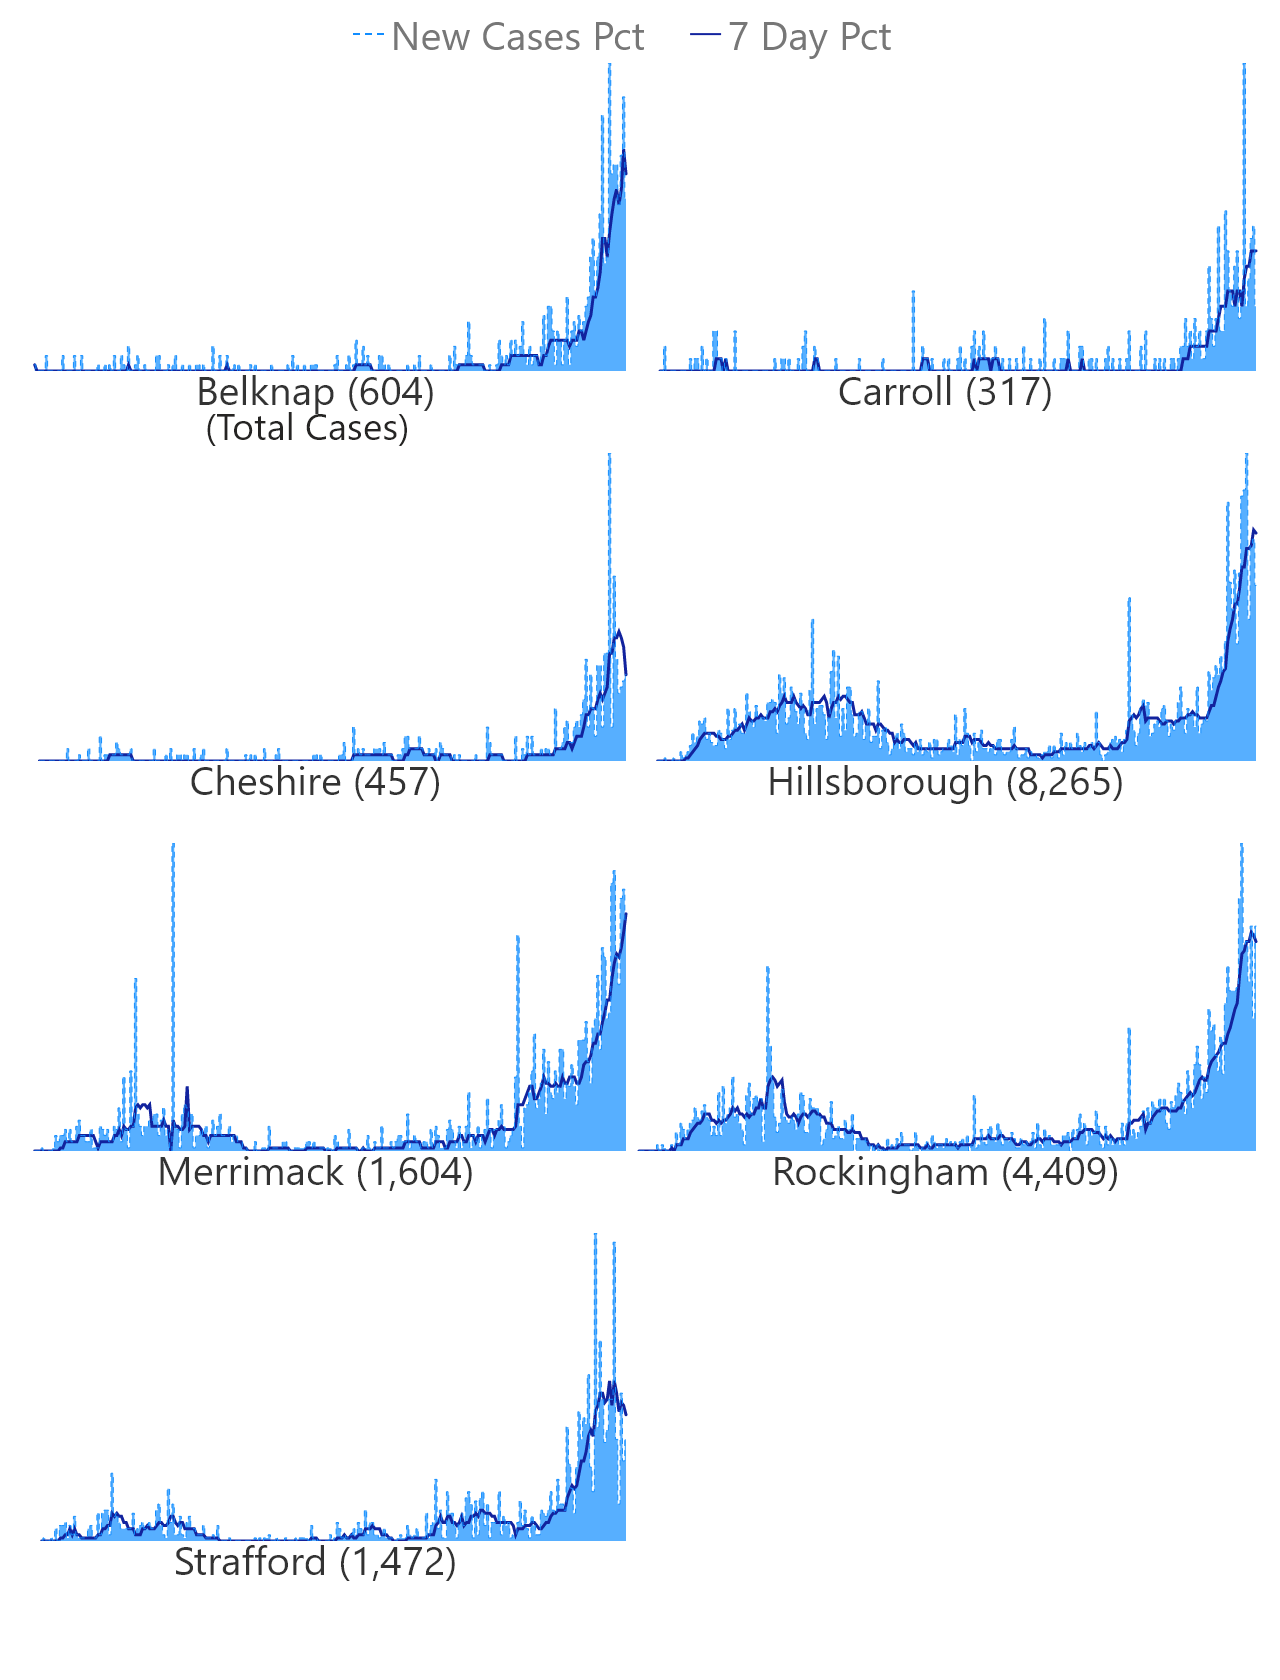 New Cases Pct 7 Day Pct
Belknap (604)
(Total Cases)
Carroll (317)
Cheshire (457)
Hillsborough (8,265)
Merrimack (1,604)
Rockingham (4,409)
Strafford (1,472)